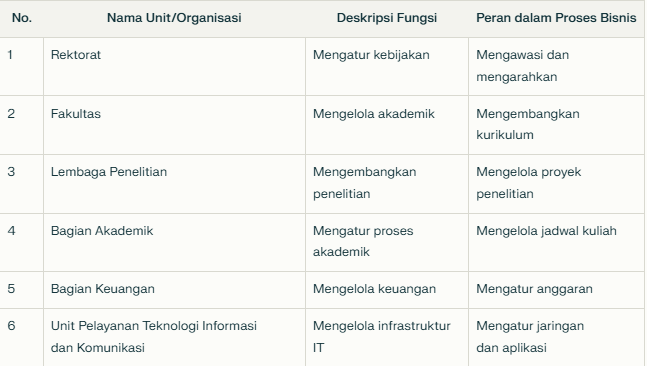 No. Nama Unit/Organisasi Deskripsi Fungsi Peran dalam Proses Bisnis
1 Rektorat Mengatur kebijakan Mengawasi dan
mengarahkan
2 Fakultas Mengelola akademik Mengembangkan
kurikulum
3 Lembaga Penelitian Mengembangkan Mengelola proyek
penelitian penelitian
4 Bagian Akademik Mengatur proses Mengelola jadwal kuliah
akademik
5 Bagian Keuangan Mengelola keuangan Mengatur anggaran
6 Unit Pelayanan Teknologi Informasi Mengelola infrastruktur Mengatur jaringan
dan Komunikasi IT dan aplikasi